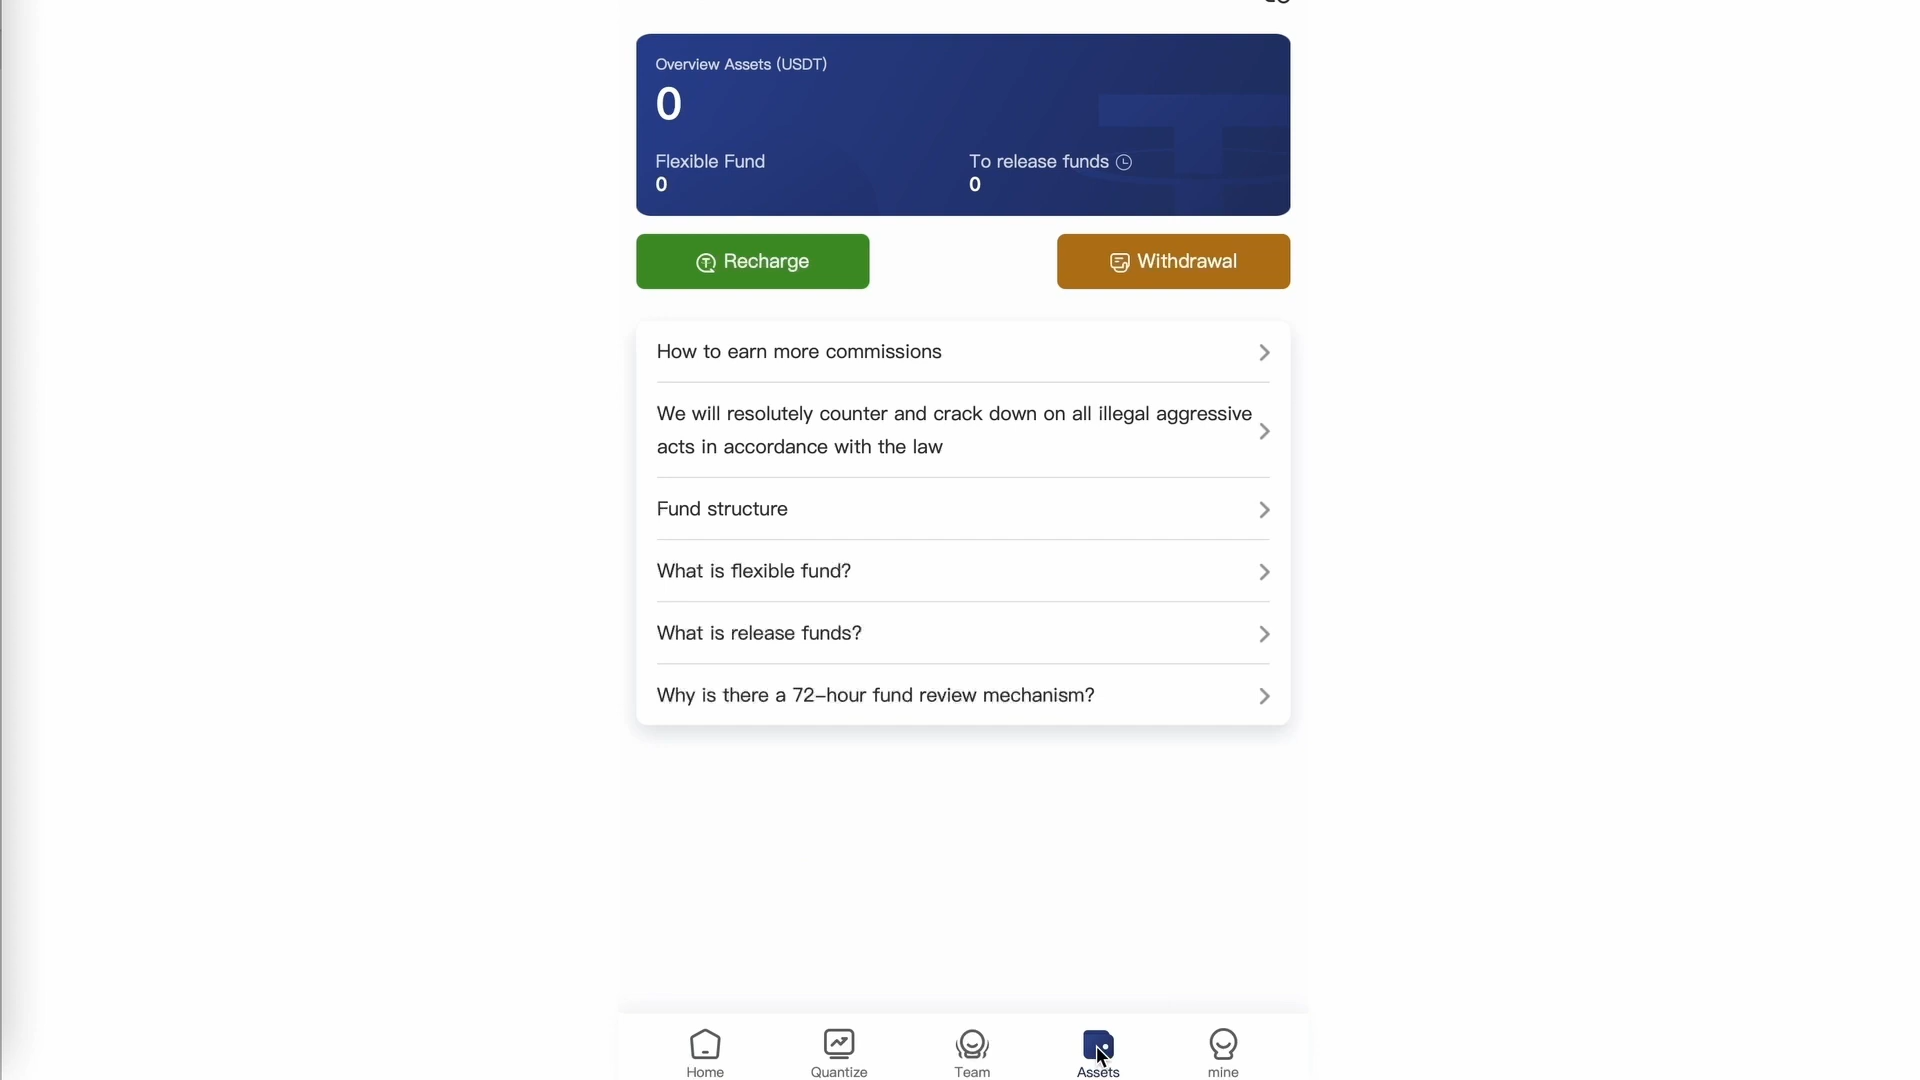 Overview Assets (USDT)
0
Flexible Fund
To release funds
0
0
Recharge
Withdrawal
How to earn more commissions
We will resolutely counter and crack down on all illegal aggressive
acts in accordance with the law
Fund structure
What is flexible fund?
What is release funds?
Why is there a 72-hour fund review mechanism?
Home
Quantize
Team
Assets
mine